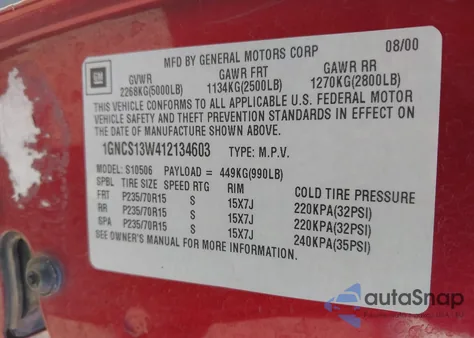 MFD BY GENERAL MOTORS CORP 08/00
GM
GVWR GAWR FRT GAWR RR
2268KG(5000LB) 1134KG(2500LB) 1270KG(2800LB)
THIS VEHICLE CONFORMS TO ALL APPLICABLE U.S. FEDERAL MOTOR
VEHICLE SAFETY AND THEFT PREVENTION STANDARDS IN EFFECT ON
THE DATE OF MANUFACTURE SHOWN ABOVE.
1GNCS13W412134603 TYPE: M.P.V.
MODEL: S10506 PAYLOAD = 449KG(990LB)
SPBL TIRE SIZE SPEED RTG RIM COLD TIRE PRESSURE
FRT P235/70R15 S 15X7J 220KPA(32PSI)
RR P235/70R15 S 15X7J 220KPA(32PSI)
SPA P235/70R15 S 15X7J 240KPA(35PSI)
SEE OWNER'S MANUAL FOR MORE INFORMATION.
autoSnap